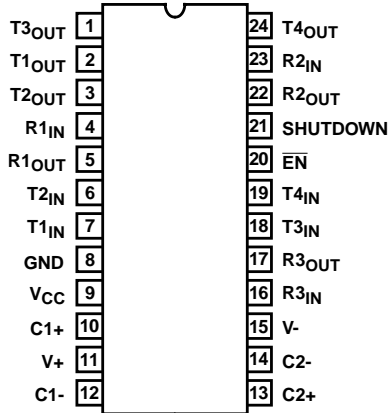 T3OUT 1 24 T4OUT
T1OUT 2 23 R2IN
T2OUT 3 22 R2OUT
R1IN 4 21 SHUTDOWN
R1OUT 5 20 EN
T2IN 6 19 T4IN
T1IN 7 18 T3IN
GND 8 17 R3OUT
VCC 9 16 R3IN
C1+ 10 15 V-
V+ 11 14 C2-
C1- 12 13 C2+